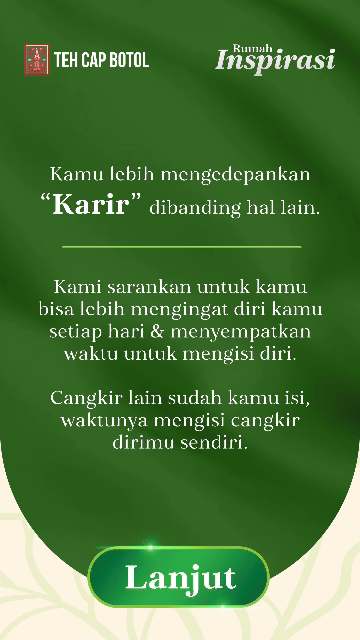 TEH CAP BOTOL
Rumah
Inspirasi
Kamu lebih mengedepankan
“Karir” dibanding hal lain.
Kami sarankan untuk kamu
bisa lebih mengingat diri kamu
setiap hari & menyempatkan
waktu untuk mengisi diri.
Cangkir lain sudah kamu isi,
waktunya mengisi cangkir
dirimu sendiri.
Lanjut